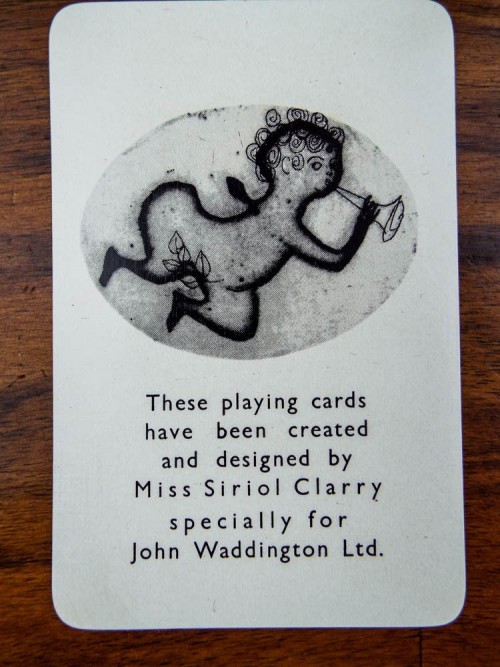 These playing cards
have been created
and designed by
Miss Siriol Clarry
specially for
John Waddington Ltd.